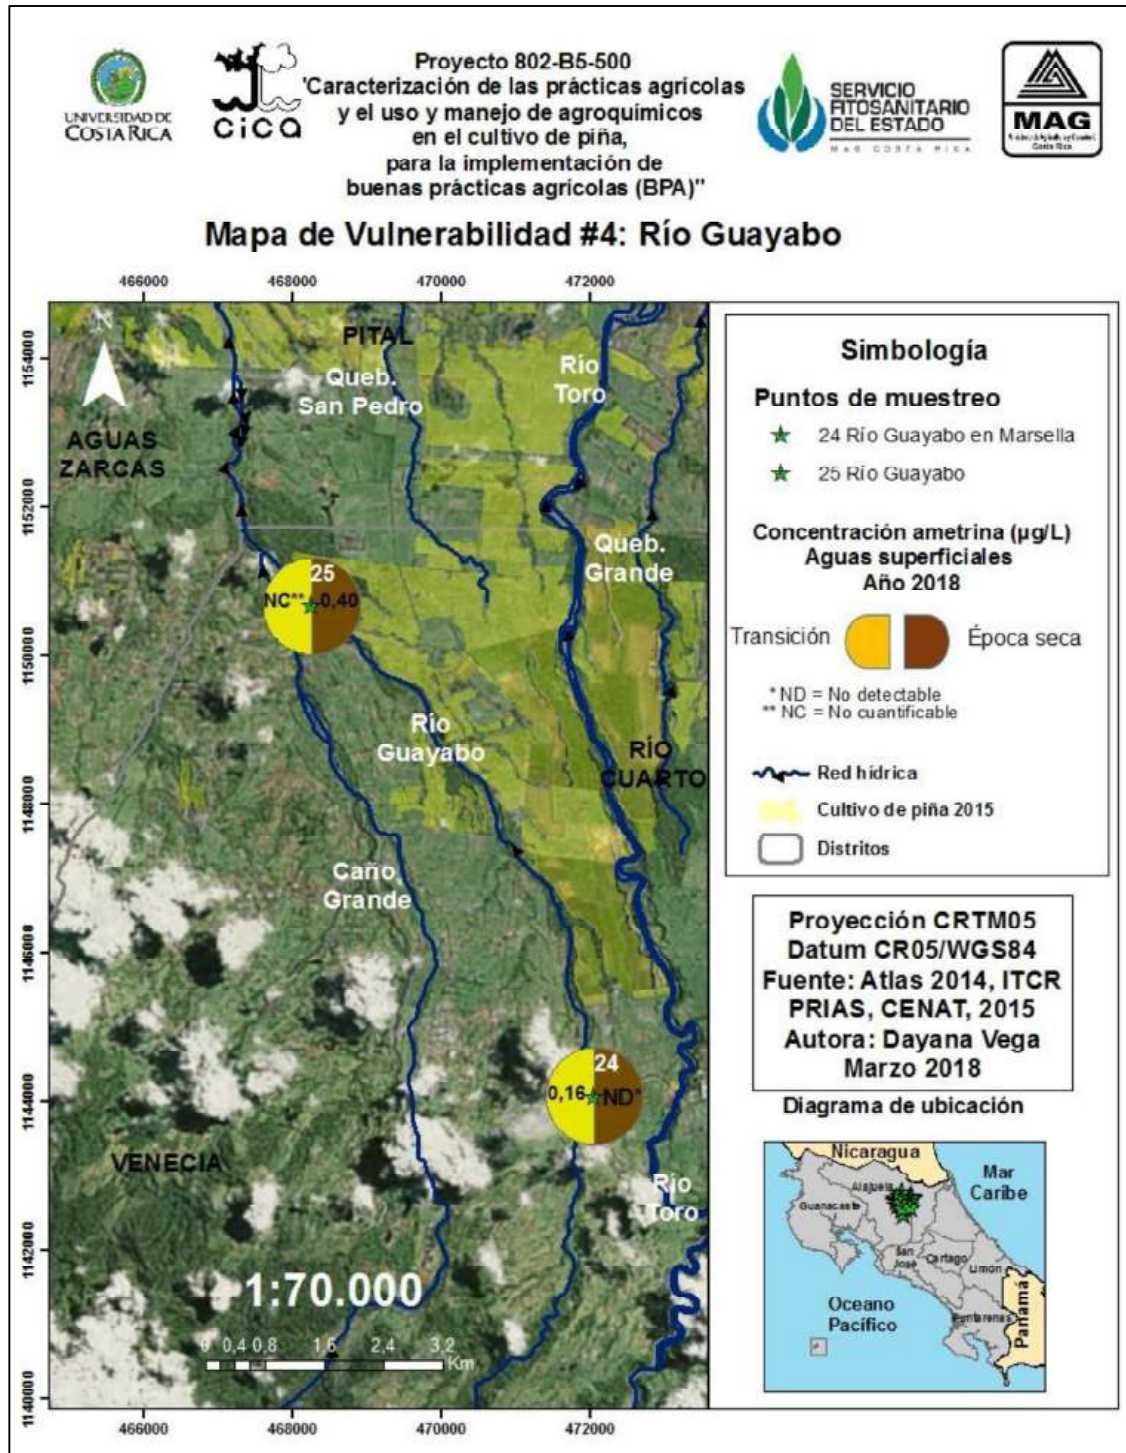 UNIVERSIDAD DE
COSTA RICA
cica
Proyecto 802-B5-500
"Caracterización de las prácticas agrícolas
y el uso y manejo de agroquímicos
en el cultivo de piña,
para la implementación de
buenas prácticas agrícolas (BPA)"
SERVICIO
FITOSANITARIO
DEL ESTADO
MAG COSTA RICA
MAG
Costa Rica
Mapa de Vulnerabilidad #4: Río Guayabo
466000 468000 470000 472000
1154000
1152000
1150000
1148000
1146000
1144000
1142000
1140000
N
PITAL
Queb.
San Pedro
Río
Toro
AGUAS
ZARCAS
Queb.
Grande
25
NC** 0,40
Río
Guayabo
RÍO
CUARTO
Caño
Grande
24
0,16 ND*
VENECIA
Río
Toro
1:70.000
0 0,4 0,8 1,6 2,4 3,2
Km
466000 468000 470000 472000
Simbología
Puntos de muestreo
24 Río Guayabo en Marsella
25 Río Guayabo
Concentración ametrina (µg/L)
Aguas superficiales
Año 2018
Transición Época seca
* ND = No detectable
** NC = No cuantificable
Red hídrica
Cultivo de piña 2015
Distritos
Proyección CRTM05
Datum CR05/WGS84
Fuente: Atlas 2014, ITCR
PRIAS, CENAT, 2015
Autora: Dayana Vega
Marzo 2018
Diagrama de ubicación
Nicaragua
Mar
Caribe
Alajuela
Guanacaste
San
José
Cartago
Limon
Oceano
Pacífico
Puntarenas
Panamá